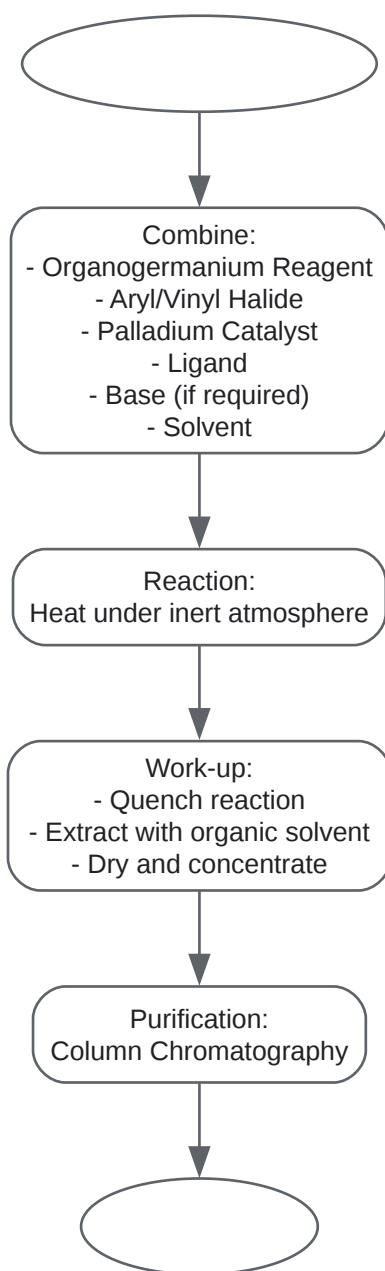 Combine:
- Organogermanium Reagent
- Aryl/Vinyl Halide
- Palladium Catalyst
- Ligand
- Base (if required)
- Solvent
Reaction:
Heat under inert atmosphere
Work-up:
- Quench reaction
- Extract with organic solvent
- Dry and concentrate
Purification:
Column Chromatography